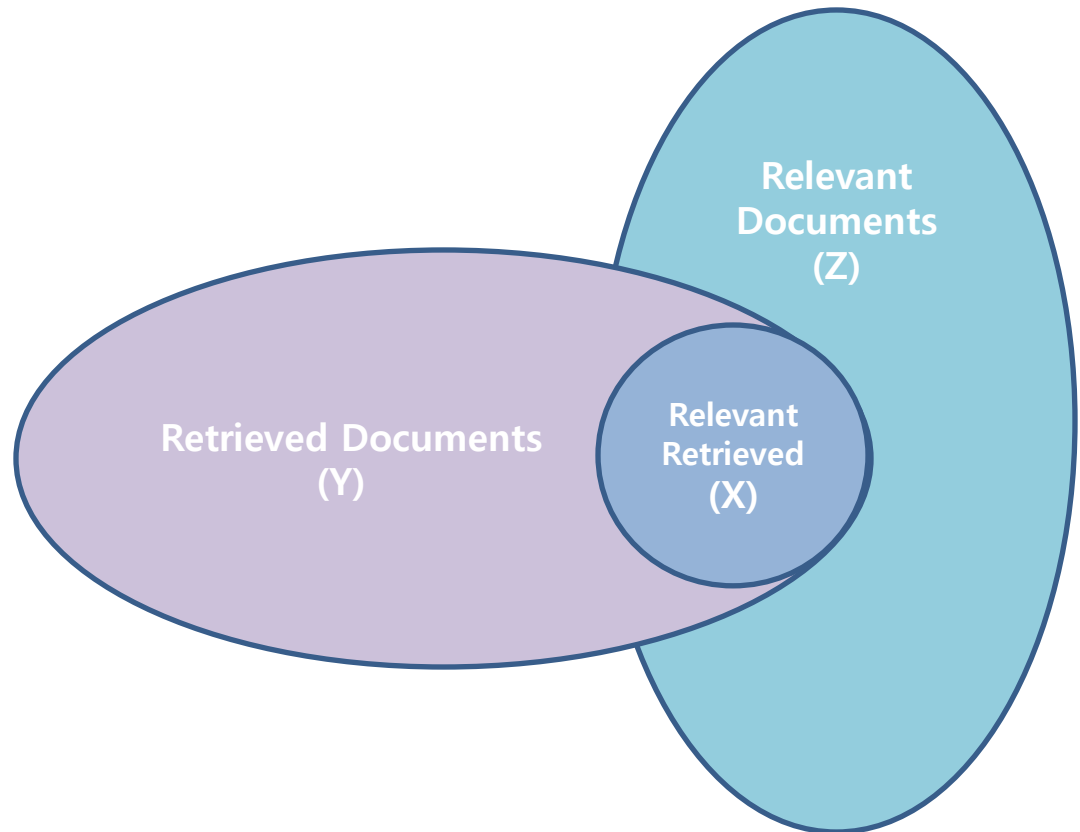 Relevant
Documents
(Z)
Retrieved Documents
(Y)
Relevant
Retrieved
(X)